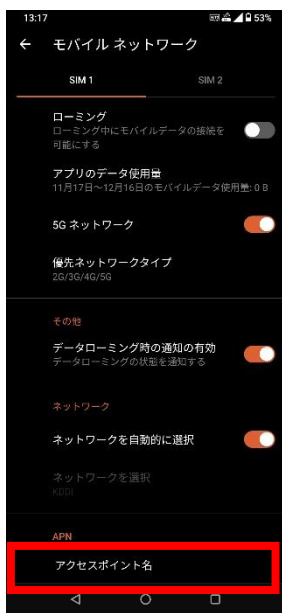 13:17
53%
モバイル ネットワーク
SIM 1
SIM 2
ローミング
ローミング中にモバイルデータの接続を
可能にする
アプリのデータ使用量
11月17日～12月16日のモバイルデータ使用量: 0 B
5G ネットワーク
優先ネットワークタイプ
2G/3G/4G/5G
その他
データローミング時の通知の有効
データローミングの状態を通知する
ネットワーク
ネットワークを自動的に選択
ネットワークを選択
KDDI
APN
アクセスポイント名